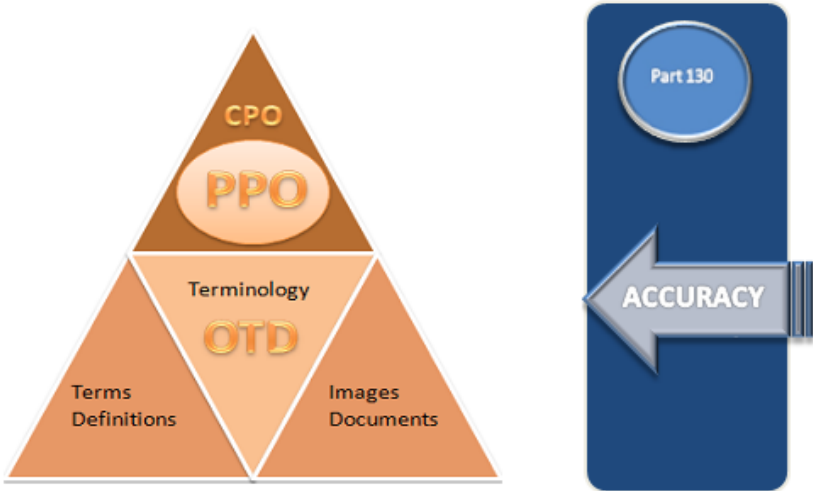 CPO
PPO
Terminology
OTD
Terms
Definitions
Images
Documents
Part 130
ACCURACY